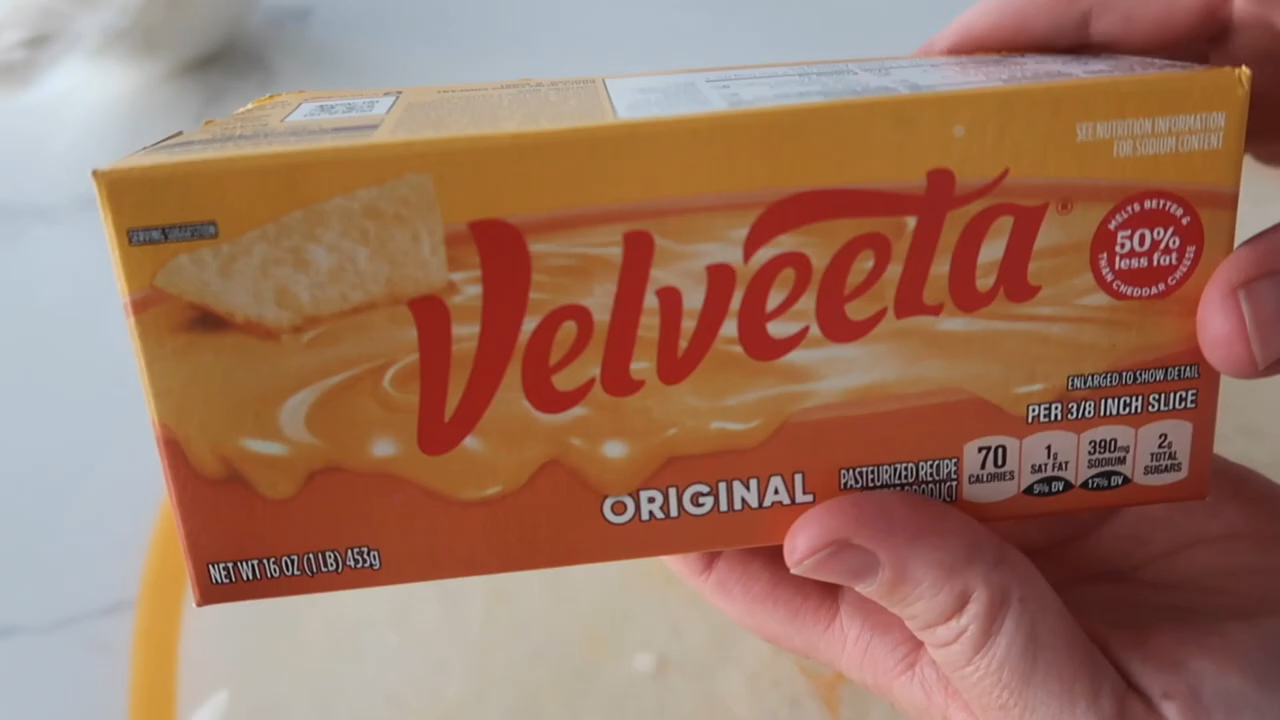 SERVING SUGGESTION
SEE NUTRITION INFORMATION
FOR SODIUM CONTENT
Velveeta®
MELTS BETTER &
50%
less fat
THAN CHEDDAR CHEESE
ENLARGED TO SHOW DETAIL
PER 3/8 INCH SLICE
70
CALORIES
1g
SAT FAT
5% DV
390mg
SODIUM
17% DV
2g
TOTAL
SUGARS
ORIGINAL
PASTEURIZED RECIPE
PRODUCT
NET WT 16 OZ (1 LB) 453g